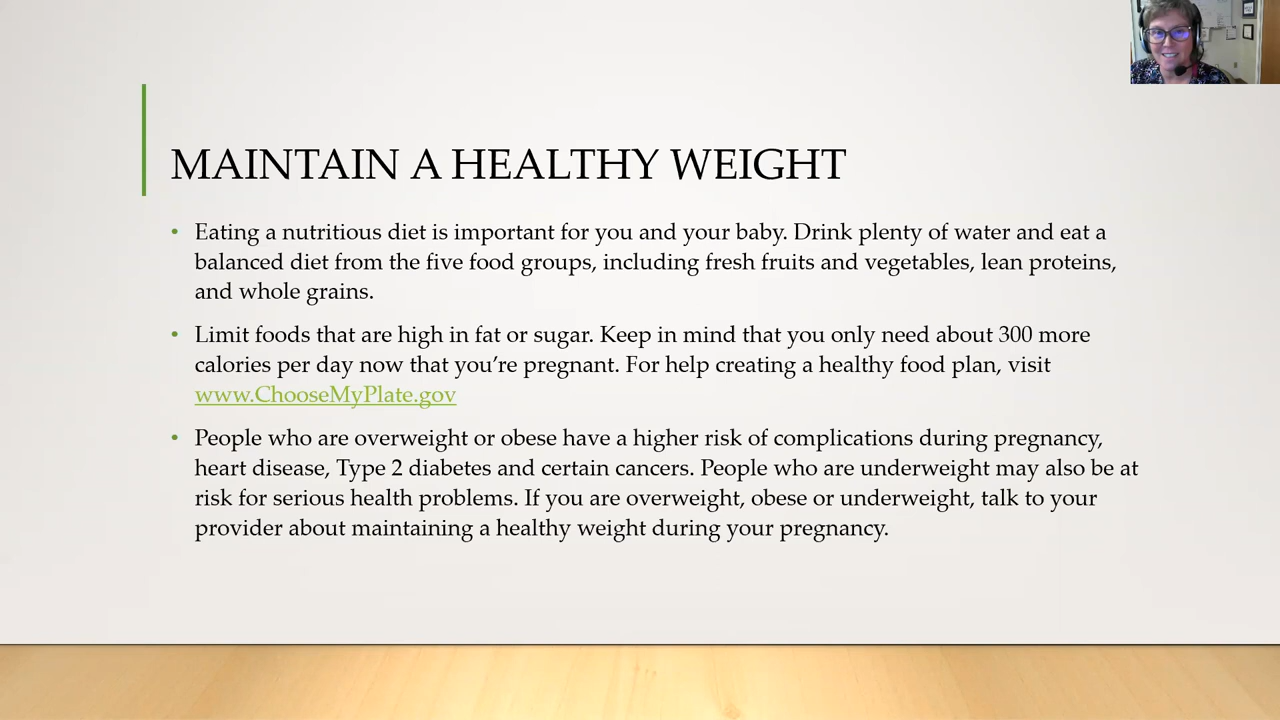 MAINTAIN A HEALTHY WEIGHT
• Eating a nutritious diet is important for you and your baby. Drink plenty of water and eat a
balanced diet from the five food groups, including fresh fruits and vegetables, lean proteins,
and whole grains.
• Limit foods that are high in fat or sugar. Keep in mind that you only need about 300 more
calories per day now that you’re pregnant. For help creating a healthy food plan, visit
www.ChooseMyPlate.gov
• People who are overweight or obese have a higher risk of complications during pregnancy,
heart disease, Type 2 diabetes and certain cancers. People who are underweight may also be at
risk for serious health problems. If you are overweight, obese or underweight, talk to your
provider about maintaining a healthy weight during your pregnancy.